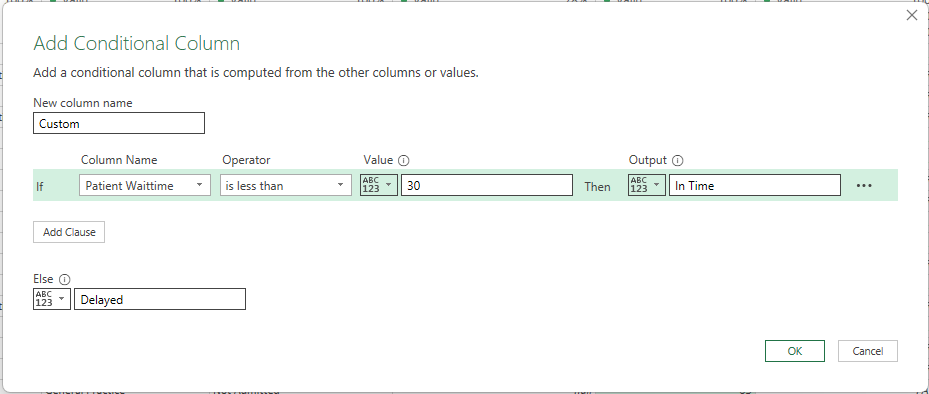 Add Conditional Column
Add a conditional column that is computed from the other columns or values.
New column name
Custom
Column Name Operator Value Output
If Patient Waittime is less than ABC 123 30 Then ABC 123 In Time ...
Add Clause
Else
ABC 123 Delayed
OK Cancel